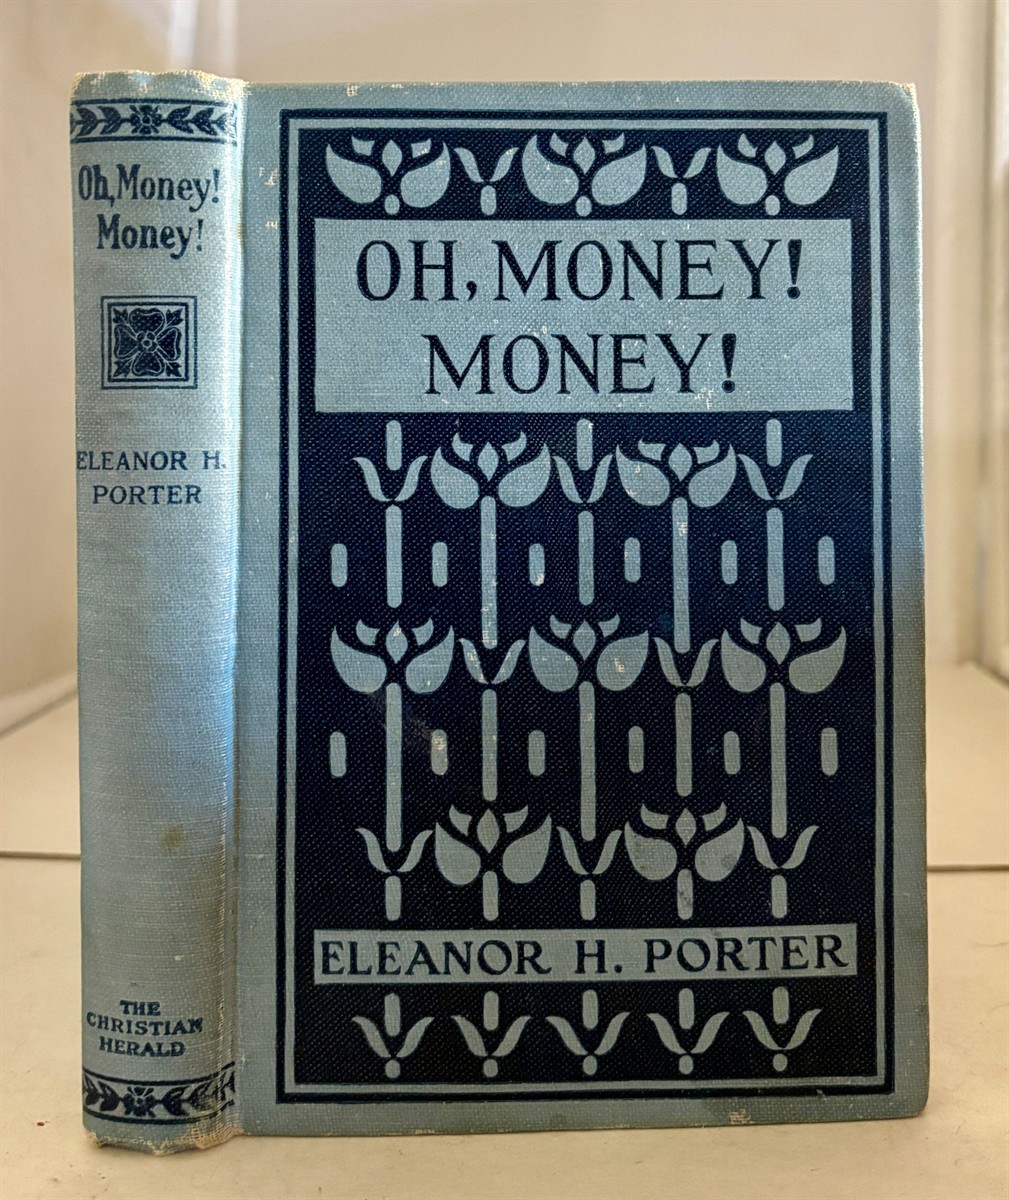 Oh, Money!
Money!
ELEANOR H.
PORTER
THE
CHRISTIAN
HERALD
OH, MONEY!
MONEY!
ELEANOR H. PORTER